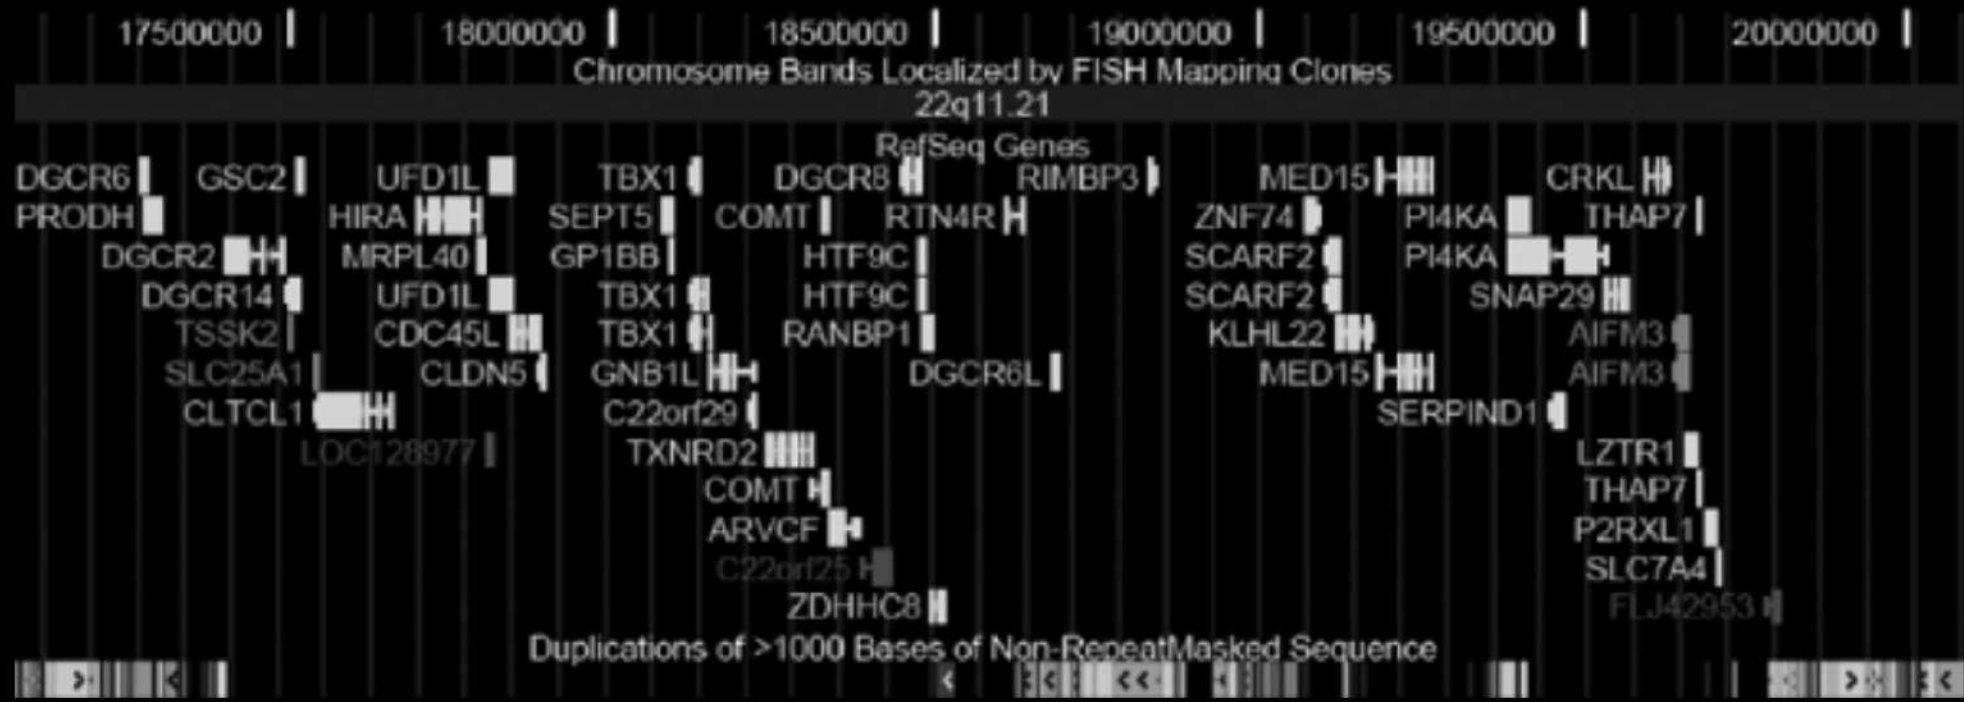 17500000 18000000 18500000 19000000 19500000 20000000
Chromosome Bands Localized by FISH Mapping Clones
22q11.21
RefSeq Genes
DGCR6 GSC2 UFD1L TBX1 DGCR8 RIMBP3 MED15 CRKL
PRODH HIRA SEPT5 COMT RTN4R ZNF74 PI4KA THAP7
DGCR2 MRPL40 GP1BB HTF9C SCARF2 PI4KA
DGCR14 UFD1L TBX1 HTF9C SCARF2 SNAP29
TSSK2 CDC45L TBX1 RANBP1 KLHL22 AIFM3
SLC25A1 CLDN5 GNB1L DGCR6L MED15 AIFM3
CLTCL1 C22orf29 SERPIND1
LOC128977 TXNRD2 LZTR1
COMT THAP7
ARVCF P2RXL1
C22orf25 SLC7A4
ZDHHC8 FLJ42953
Duplications of >1000 Bases of Non-RepeatMasked Sequence